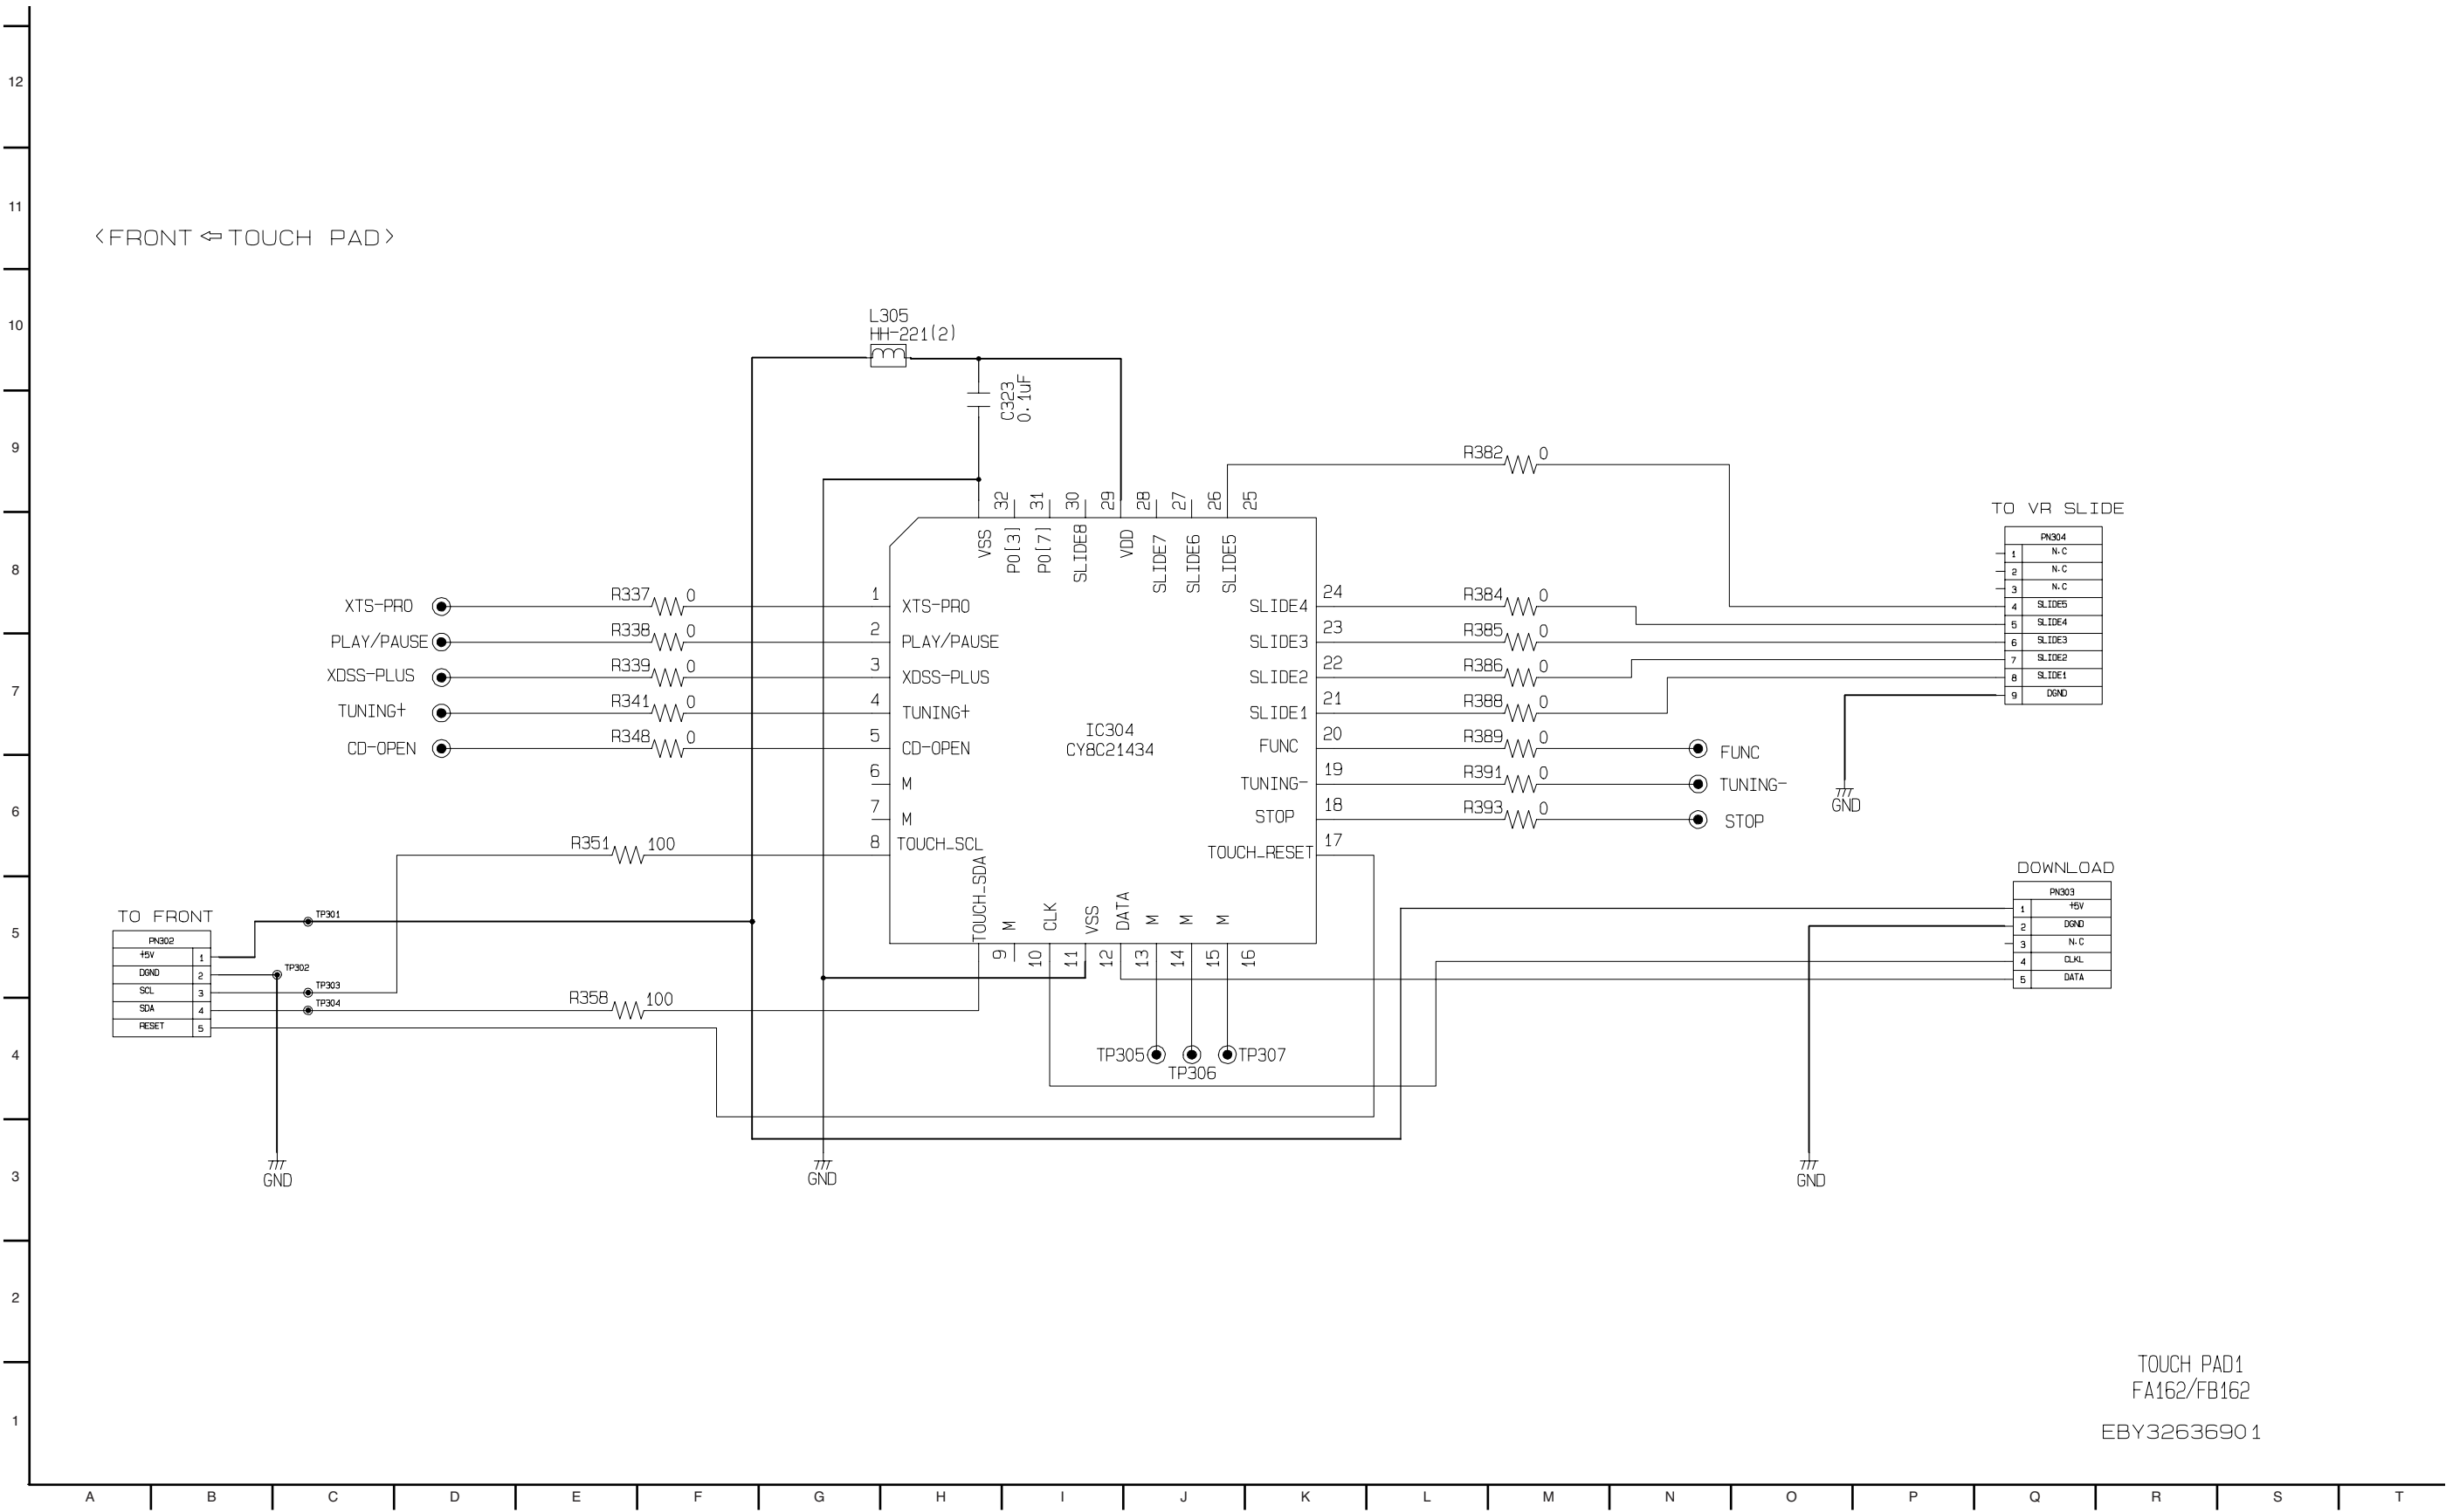 12
11
<FRONT ⇦ TOUCH PAD>
10
L305
HH-221(2)
C323
0.1uF
9
R382 0
32 31 30 29 28 27 26 25
TO VR SLIDE
PN304
1 N.C
2 N.C
3 N.C
4 SLIDE5
5 SLIDE4
6 SLIDE3
7 SLIDE2
8 SLIDE1
9 DGND
VSS P0[3] P0[7] SLIDE8 VDD SLIDE7 SLIDE6 SLIDE5
8
XTS-PRO R337 0 1 XTS-PRO SLIDE4 24 R384 0
PLAY/PAUSE R338 0 2 PLAY/PAUSE SLIDE3 23 R385 0
XDSS-PLUS R339 0 3 XDSS-PLUS SLIDE2 22 R386 0
7
TUNING+ R341 0 4 TUNING+ SLIDE1 21 R388 0
IC304
CY8C21434
CD-OPEN R348 0 5 CD-OPEN FUNC 20 R389 0 FUNC
6 M TUNING- 19 R391 0 TUNING-
GND
6
7 M STOP 18 R393 0 STOP
R351 100 8 TOUCH_SCL TOUCH_RESET 17
TOUCH_SDA M CLK VSS DATA M M M
9 10 11 12 13 14 15 16
DOWNLOAD
PN303
1 +5V
2 DGND
3 N.C
4 CLKL
5 DATA
5
TO FRONT
PN302
+5V 1
DGND 2
SCL 3
SDA 4
RESET 5
TP301
TP302
TP303
TP304
R358 100
4
TP305 TP306 TP307
3
GND
GND
GND
2
TOUCH PAD1
FA162/FB162
1
EBY32636901
A B C D E F G H I J K L M N O P Q R S T